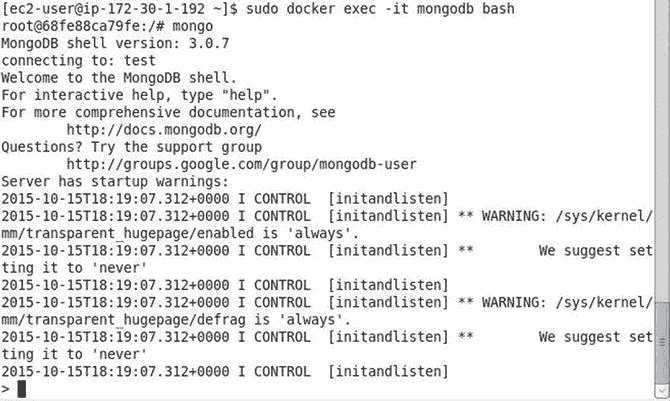 [ec2-user@ip-172-30-1-192 ~]$ sudo docker exec -it mongodb bash
root@68fe88ca79fe:/# mongo
MongoDB shell version: 3.0.7
connecting to: test
Welcome to the MongoDB shell.
For interactive help, type "help".
For more comprehensive documentation, see
        http://docs.mongodb.org/
Questions? Try the support group
        http://groups.google.com/group/mongodb-user
Server has startup warnings:
2015-10-15T18:19:07.312+0000 I CONTROL  [initandlisten]
2015-10-15T18:19:07.312+0000 I CONTROL  [initandlisten] ** WARNING: /sys/kernel/
mm/transparent_hugepage/enabled is 'always'.
2015-10-15T18:19:07.312+0000 I CONTROL  [initandlisten] **        We suggest set
ting it to 'never'
2015-10-15T18:19:07.312+0000 I CONTROL  [initandlisten]
2015-10-15T18:19:07.312+0000 I CONTROL  [initandlisten] ** WARNING: /sys/kernel/
mm/transparent_hugepage/defrag is 'always'.
2015-10-15T18:19:07.312+0000 I CONTROL  [initandlisten] **        We suggest set
ting it to 'never'
2015-10-15T18:19:07.312+0000 I CONTROL  [initandlisten]
>